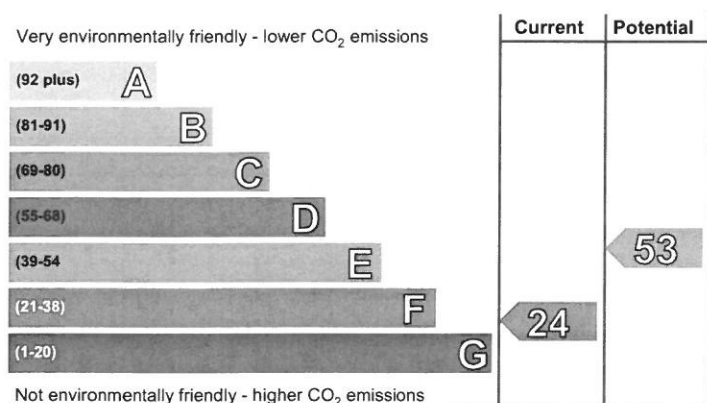 Very environmentally friendly - lower CO₂ emissions
Current Potential
(92 plus) A
(81-91) B
(69-80) C
(55-68) D
(39-54 E
53
(21-38) F
24
(1-20) G
Not environmentally friendly - higher CO₂ emissions